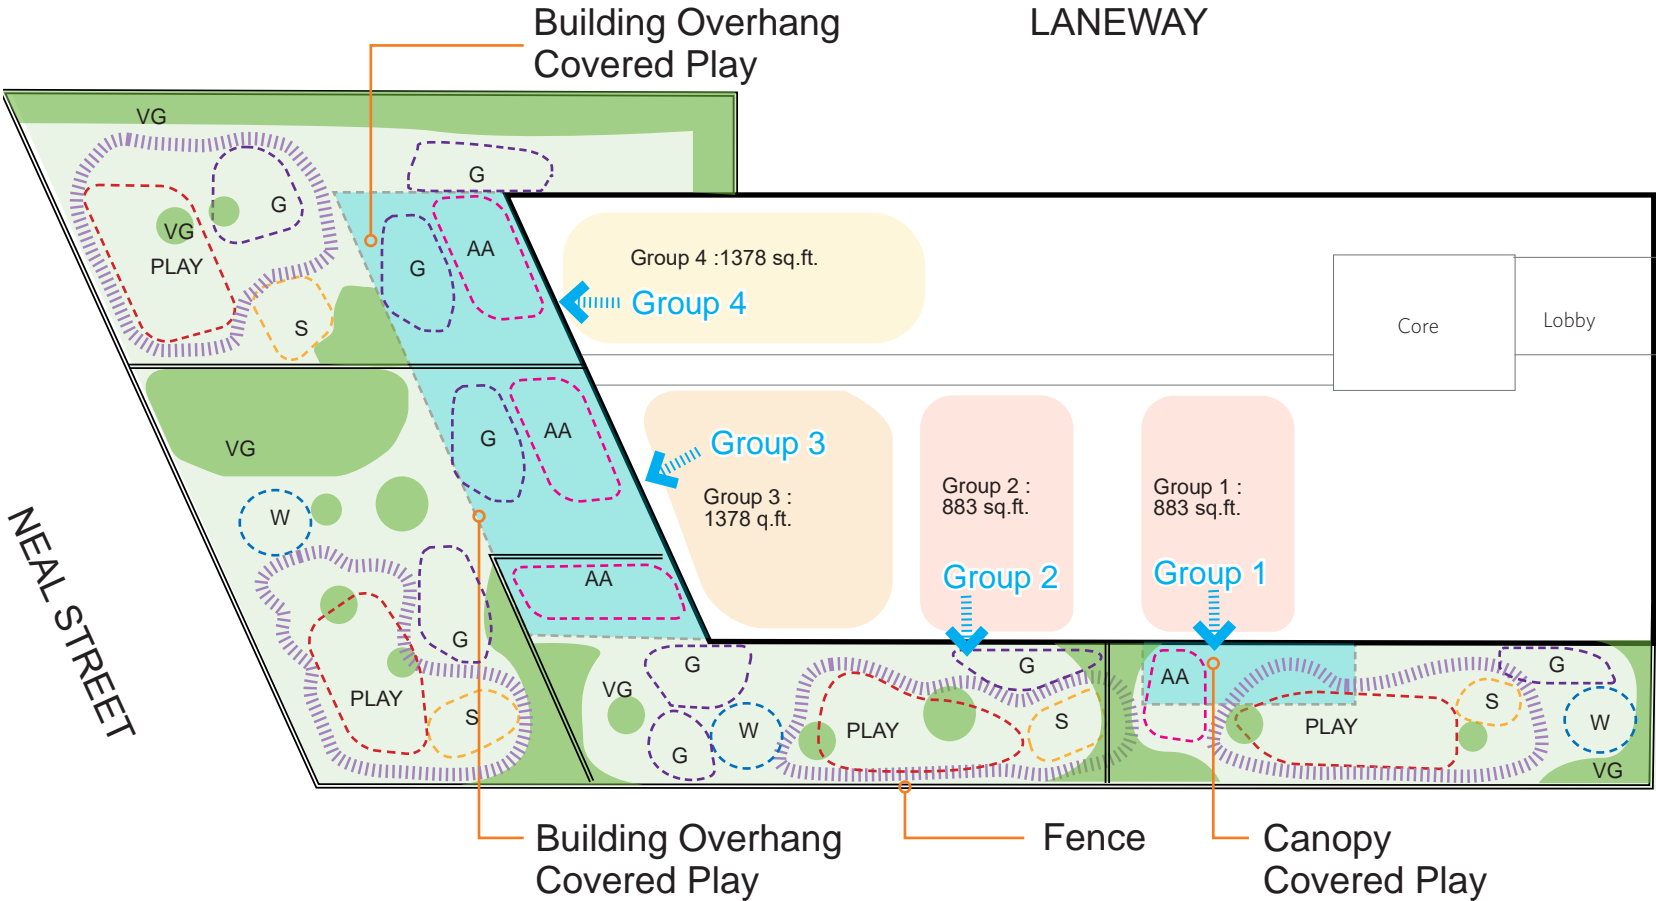 Building Overhang
Covered Play
LANEWAY
VG
G
G
VG
PLAY
S
G
AA
Group 4 :1378 sq.ft.
Group 4
Core
Lobby
VG
G
AA
Group 3
Group 3 :
1378 q.ft.
Group 2 :
883 sq.ft.
Group 1 :
883 sq.ft.
Group 2
Group 1
W
AA
NEAL STREET
G
PLAY
S
VG
G
G
W
PLAY
G
S
AA
PLAY
S
G
W
VG
Building Overhang
Covered Play
Fence
Canopy
Covered Play